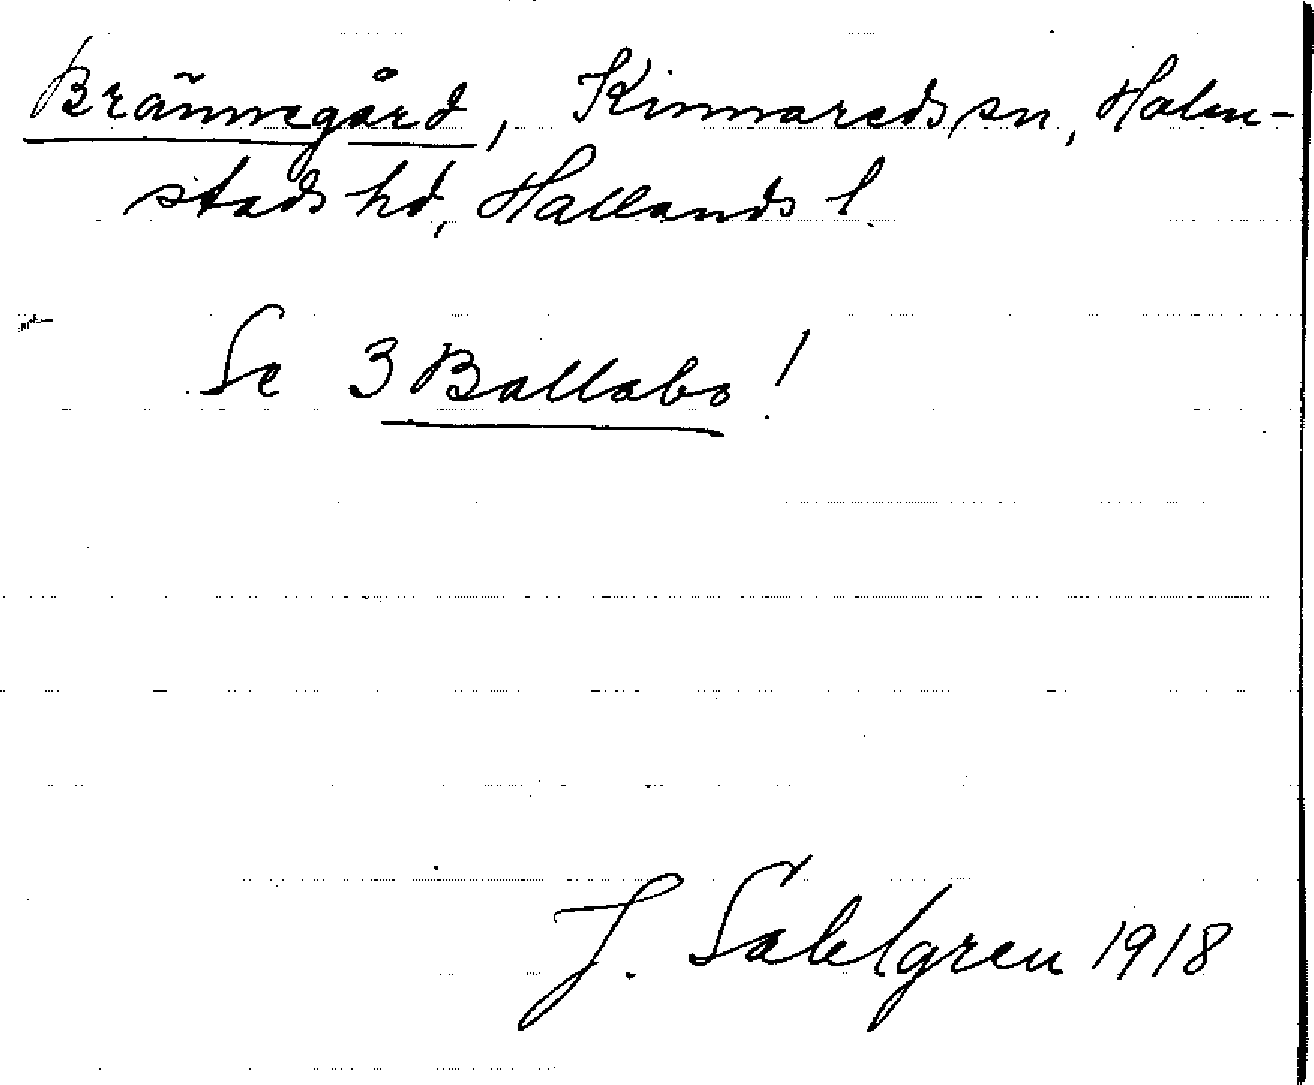 Brännegård, Kinnareds sn, Halm-
stads hd, Hallands l.
Se 3 Ballabo!
J. Sahlgren 1918